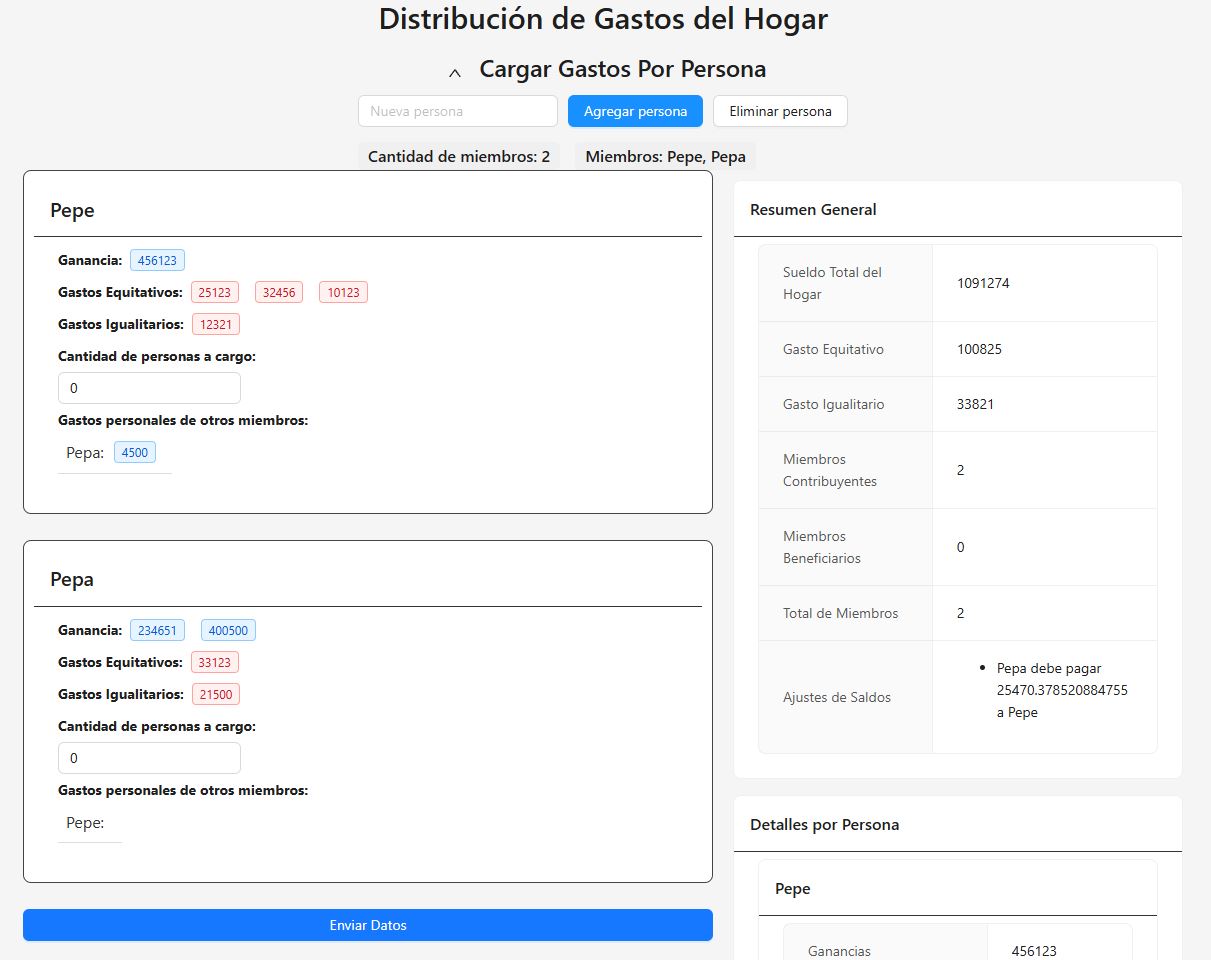 Distribución de Gastos del Hogar
Cargar Gastos Por Persona
Nueva persona
Agregar persona
Eliminar persona
Cantidad de miembros: 2
Miembros: Pepe, Pepa
Pepe
Ganancia: 456123
Gastos Equitativos: 25123 32456 10123
Gastos Igualitarios: 12321
Cantidad de personas a cargo:
0
Gastos personales de otros miembros:
Pepa: 4500
Pepa
Ganancia: 234651 400500
Gastos Equitativos: 33123
Gastos Igualitarios: 21500
Cantidad de personas a cargo:
0
Gastos personales de otros miembros:
Pepe:
Enviar Datos
Resumen General
Sueldo Total del
Hogar
1091274
Gasto Equitativo
100825
Gasto Igualitario
33821
Miembros
Contribuyentes
2
Miembros
Beneficiarios
0
Total de Miembros
2
Ajustes de Saldos
Pepa debe pagar
25470.378520884755
a Pepe
Detalles por Persona
Pepe
Ganancias
456123